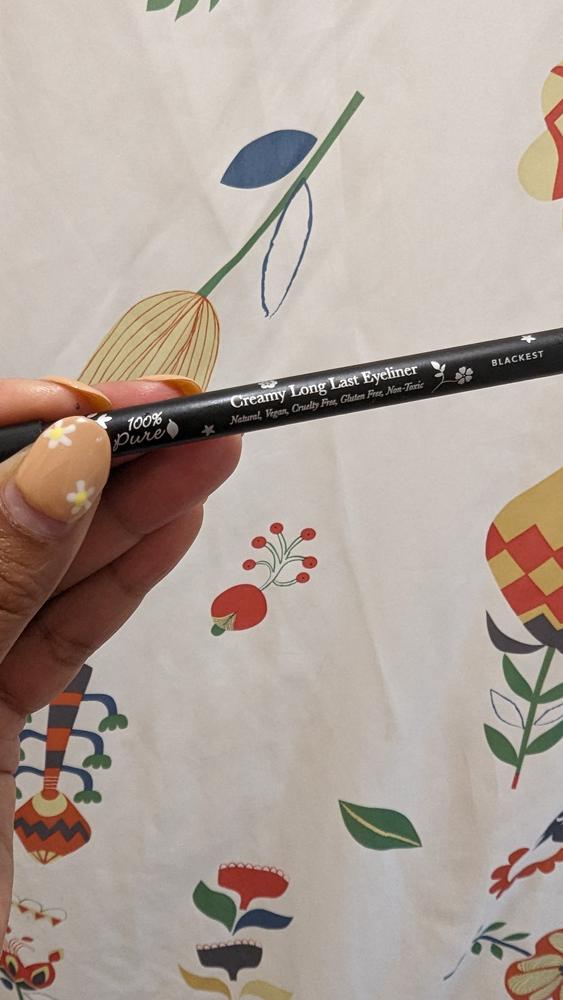 100%
Pure
Creamy Long Last Eyeliner
Natural, Vegan, Cruelty Free, Gluten Free, Non-Toxic
BLACKEST